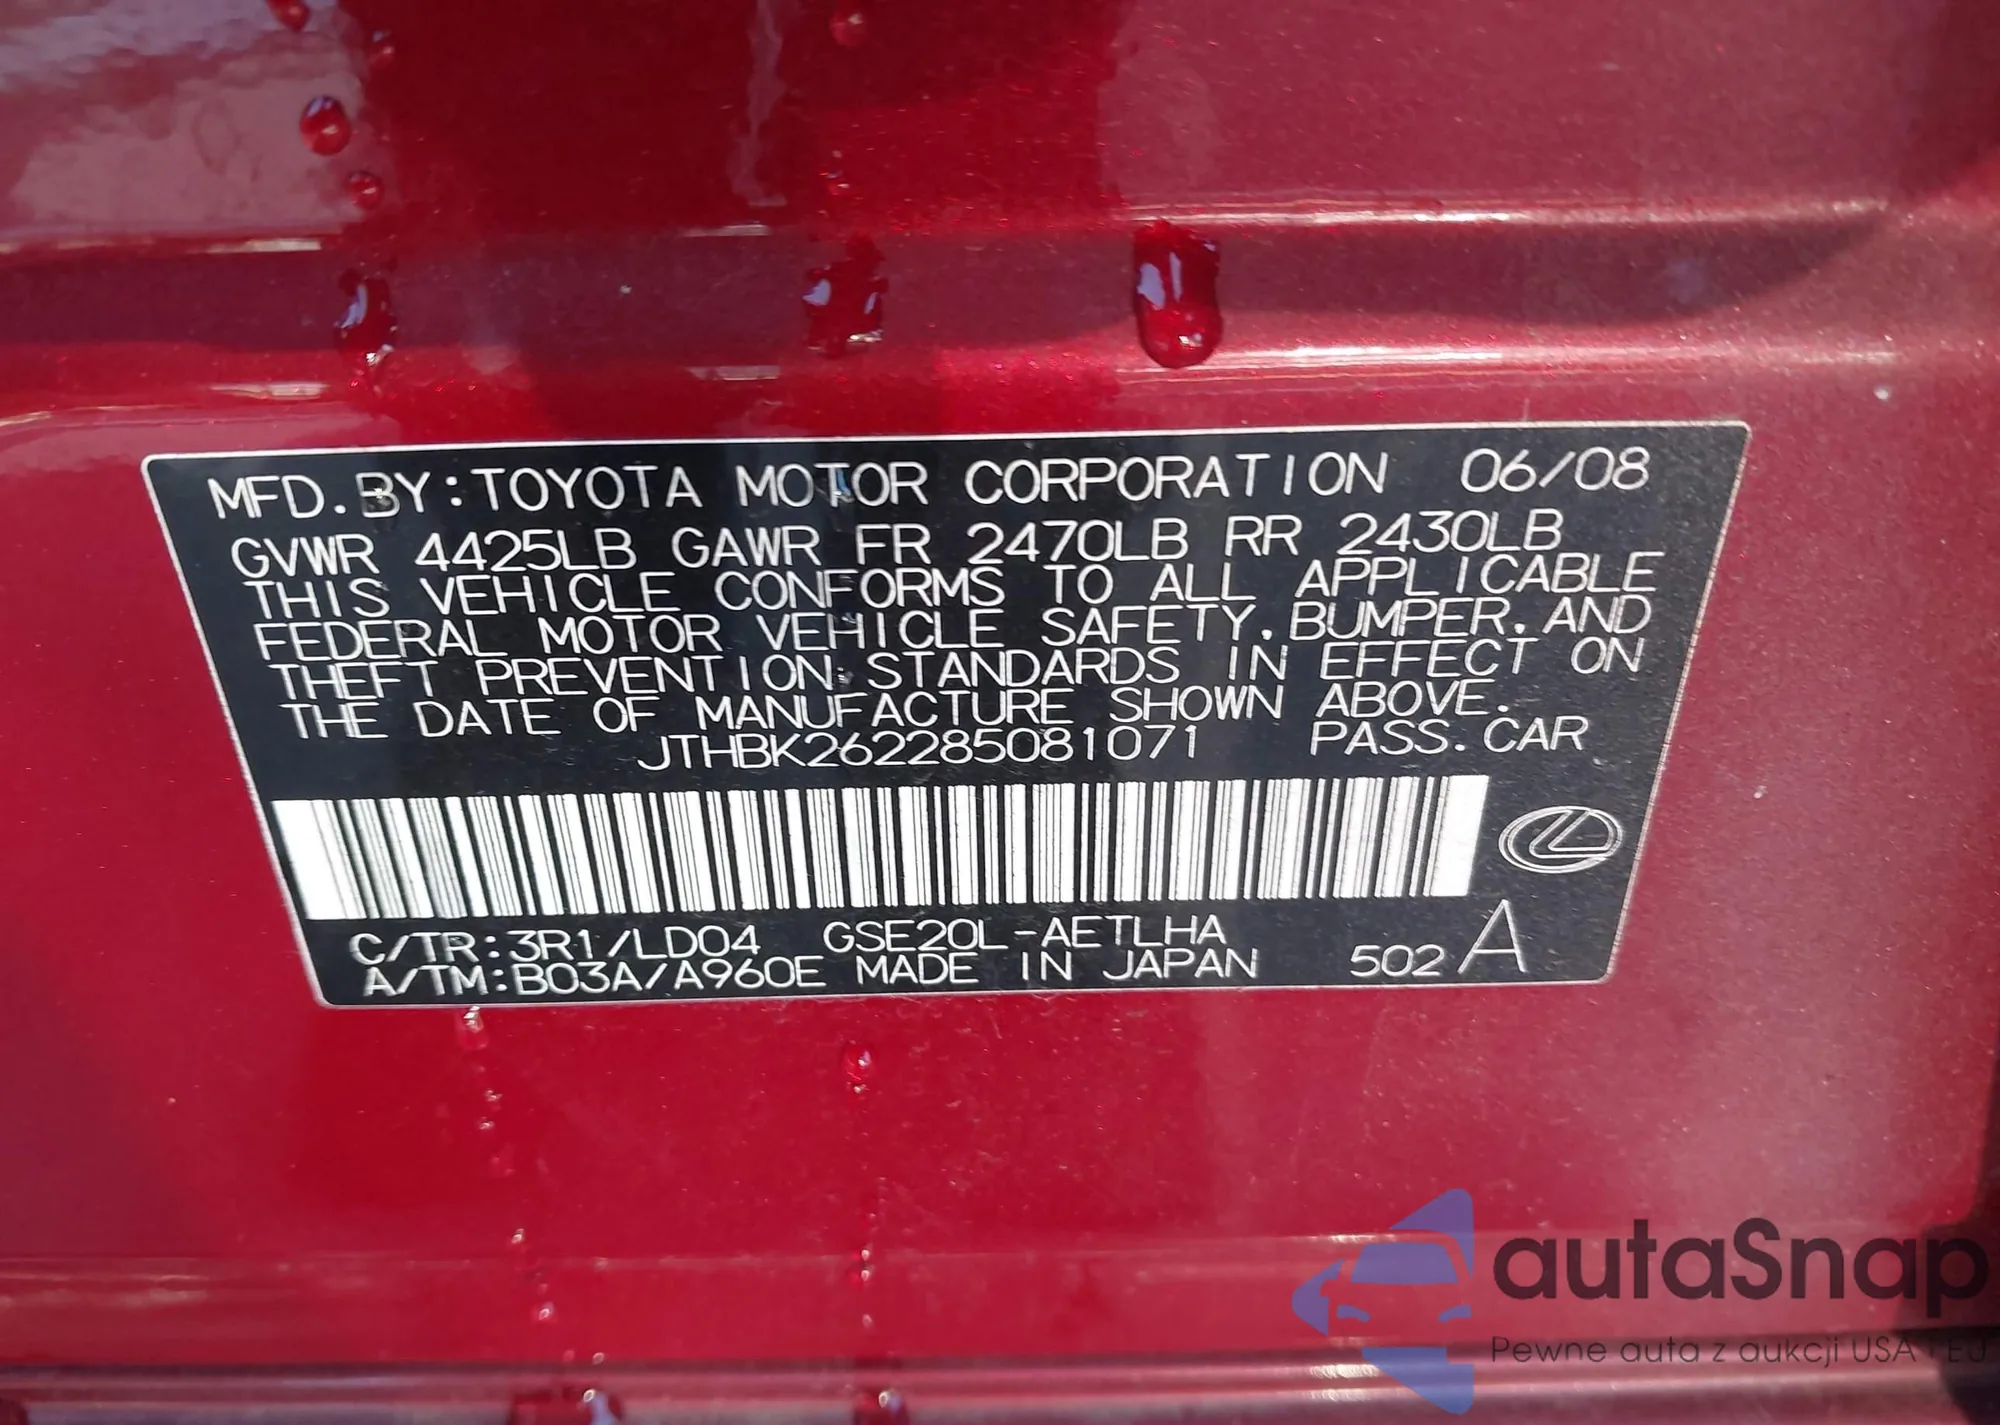 MFD. BY: TOYOTA MOTOR CORPORATION 06/08
GVWR 4425LB GAWR FR 2470LB RR 2430LB
THIS VEHICLE CONFORMS TO ALL APPLICABLE
FEDERAL MOTOR VEHICLE SAFETY, BUMPER, AND
THEFT PREVENTION STANDARDS IN EFFECT ON
THE DATE OF MANUFACTURE SHOWN ABOVE.
JTHBK262285081071 PASS. CAR
C/TR: 3R1/LD04 GSE20L-AETLHA
A/TM: B03A/A960E MADE IN JAPAN 502 A
autaSnap
Pewne auta z aukcji USA i EU